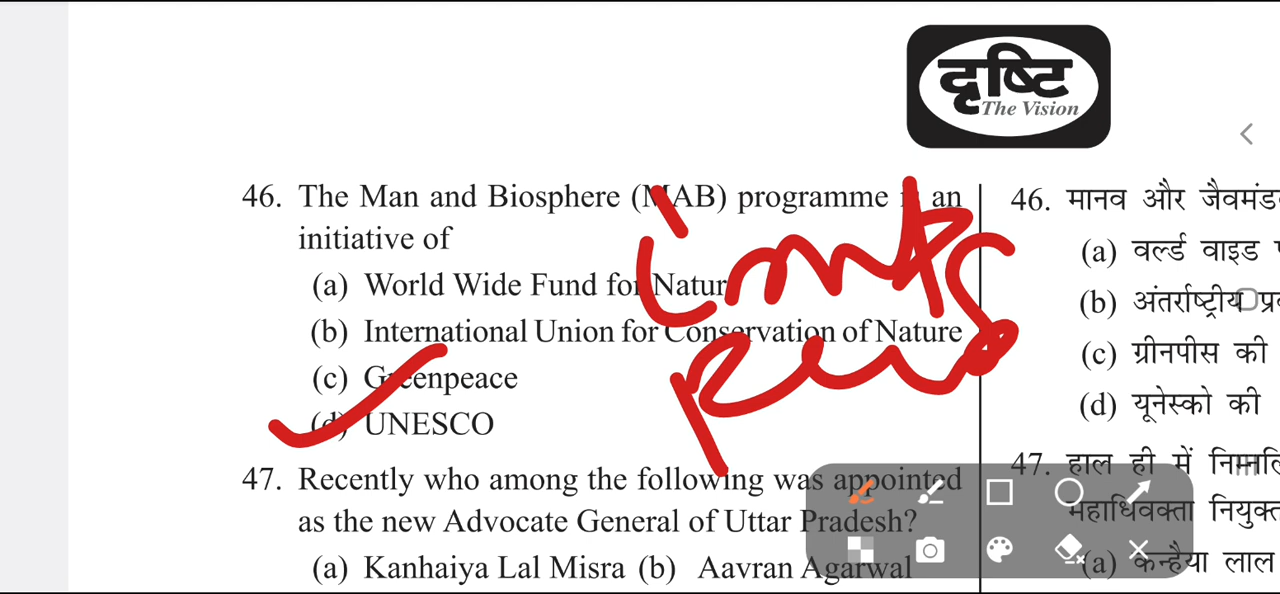 दृष्टि
The Vision
46. The Man and Biosphere (MAB) programme is an
initiative of
(a) World Wide Fund for Nature
(b) International Union for Conservation of Nature
(c) Greenpeace
(d) UNESCO
47. Recently who among the following was appointed
as the new Advocate General of Uttar Pradesh?
(a) Kanhaiya Lal Misra (b) Aavran Agarwal
46. मानव और जैवमंड
(a) वर्ल्ड वाइड
(b) अंतर्राष्ट्रीय प्र
(c) ग्रीनपीस की
(d) यूनेस्को की
47. हाल ही में निम्नलि
महाधिवक्ता नियुक्त
(a) कन्हैया लाल